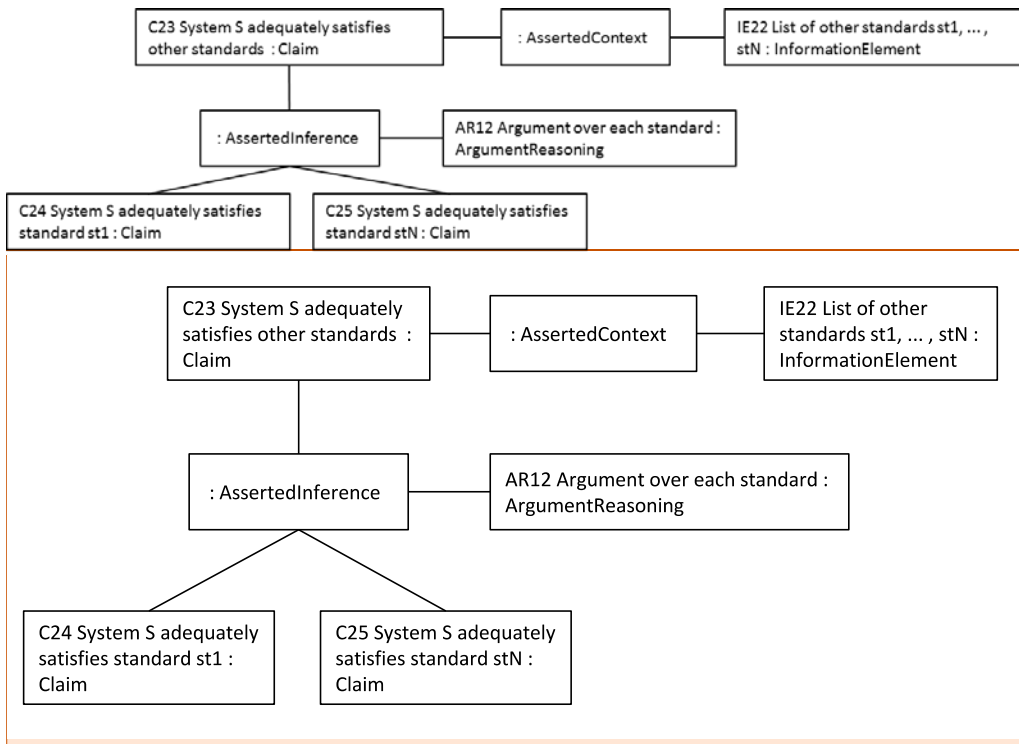 C23 System S adequately satisfies
other standards : Claim
: AssertedContext
IE22 List of other standards st1, ... ,
stN : InformationElement
: AssertedInference
AR12 Argument over each standard :
ArgumentReasoning
C24 System S adequately satisfies
standard st1 : Claim
C25 System S adequately satisfies
standard stN : Claim
C23 System S adequately
satisfies other standards :
Claim
: AssertedContext
IE22 List of other
standards st1, ... , stN :
InformationElement
: AssertedInference
AR12 Argument over each standard :
ArgumentReasoning
C24 System S adequately
satisfies standard st1 :
Claim
C25 System S adequately
satisfies standard stN :
Claim